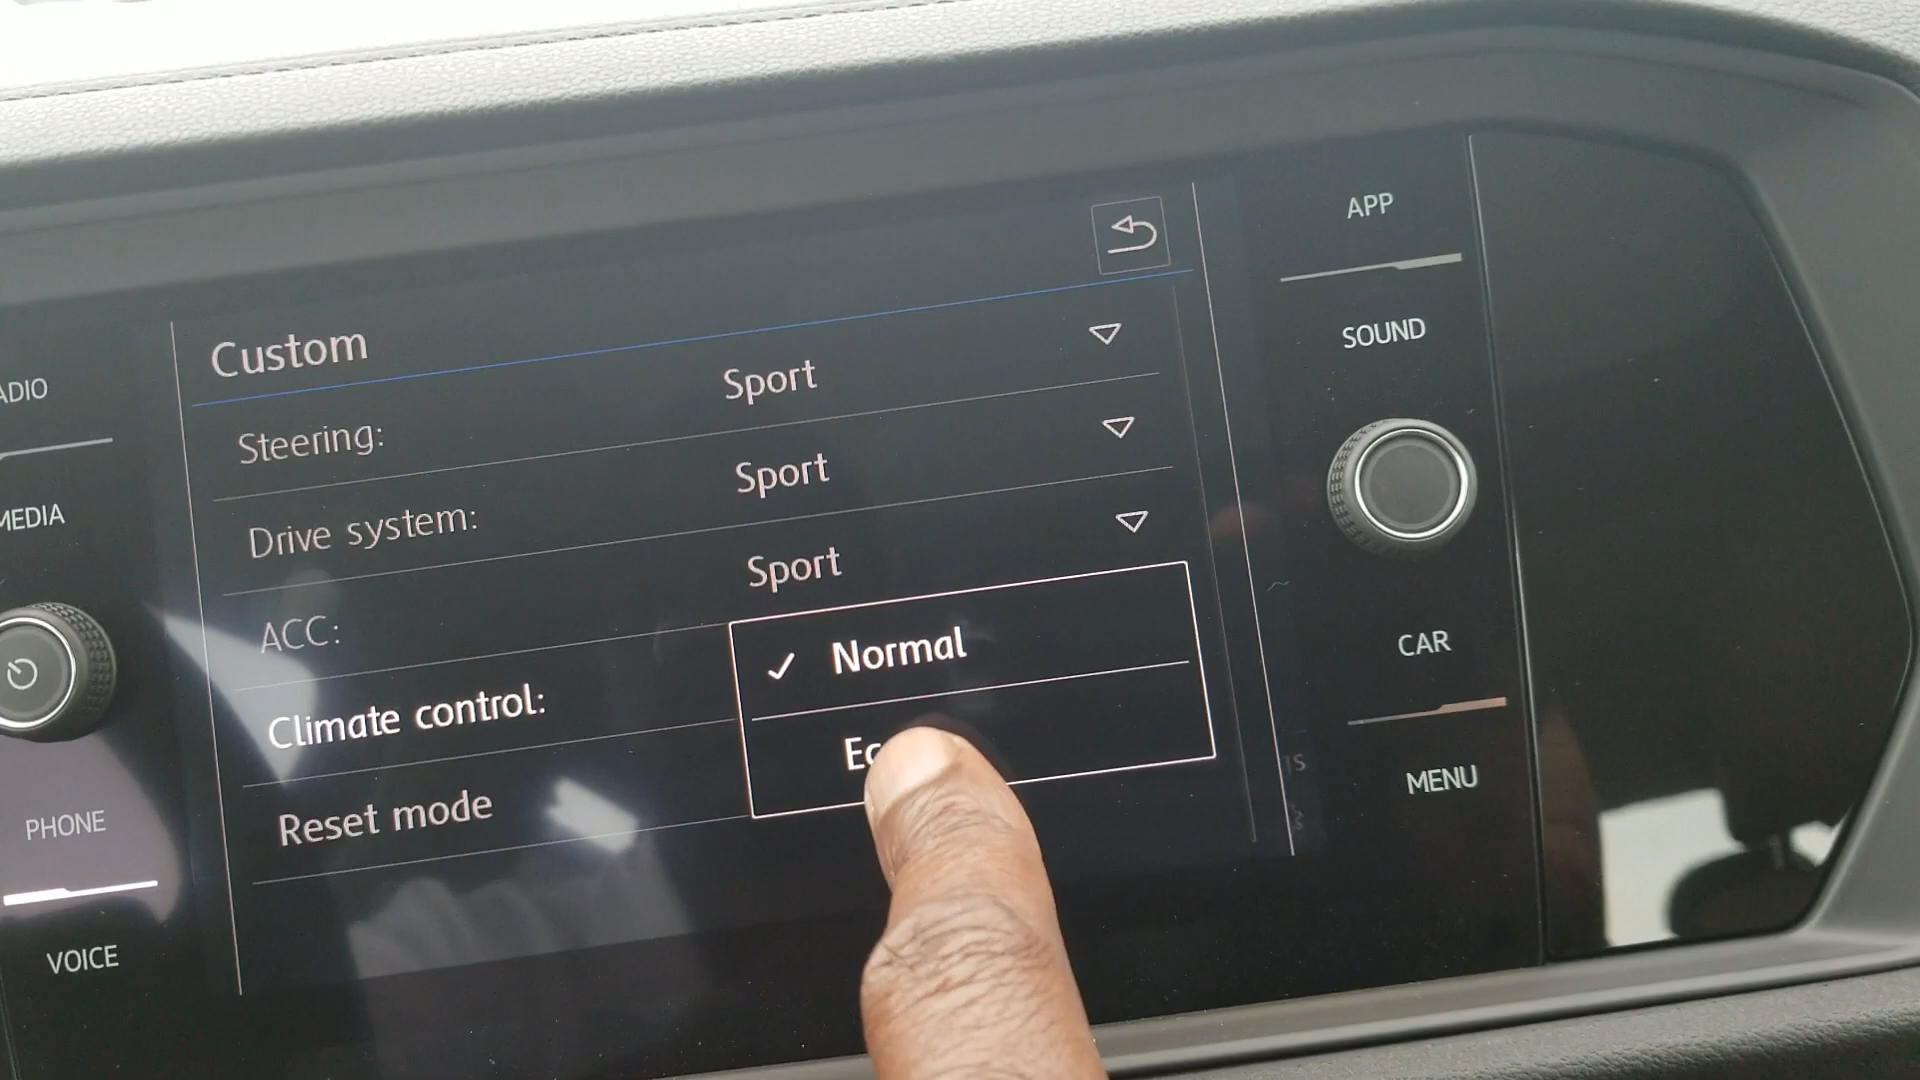 Custom
Steering:
Sport
Drive system:
Sport
ACC:
Sport
Climate control:
Normal
Reset mode
MEDIA
PHONE
VOICE
APP
SOUND
CAR
MENU